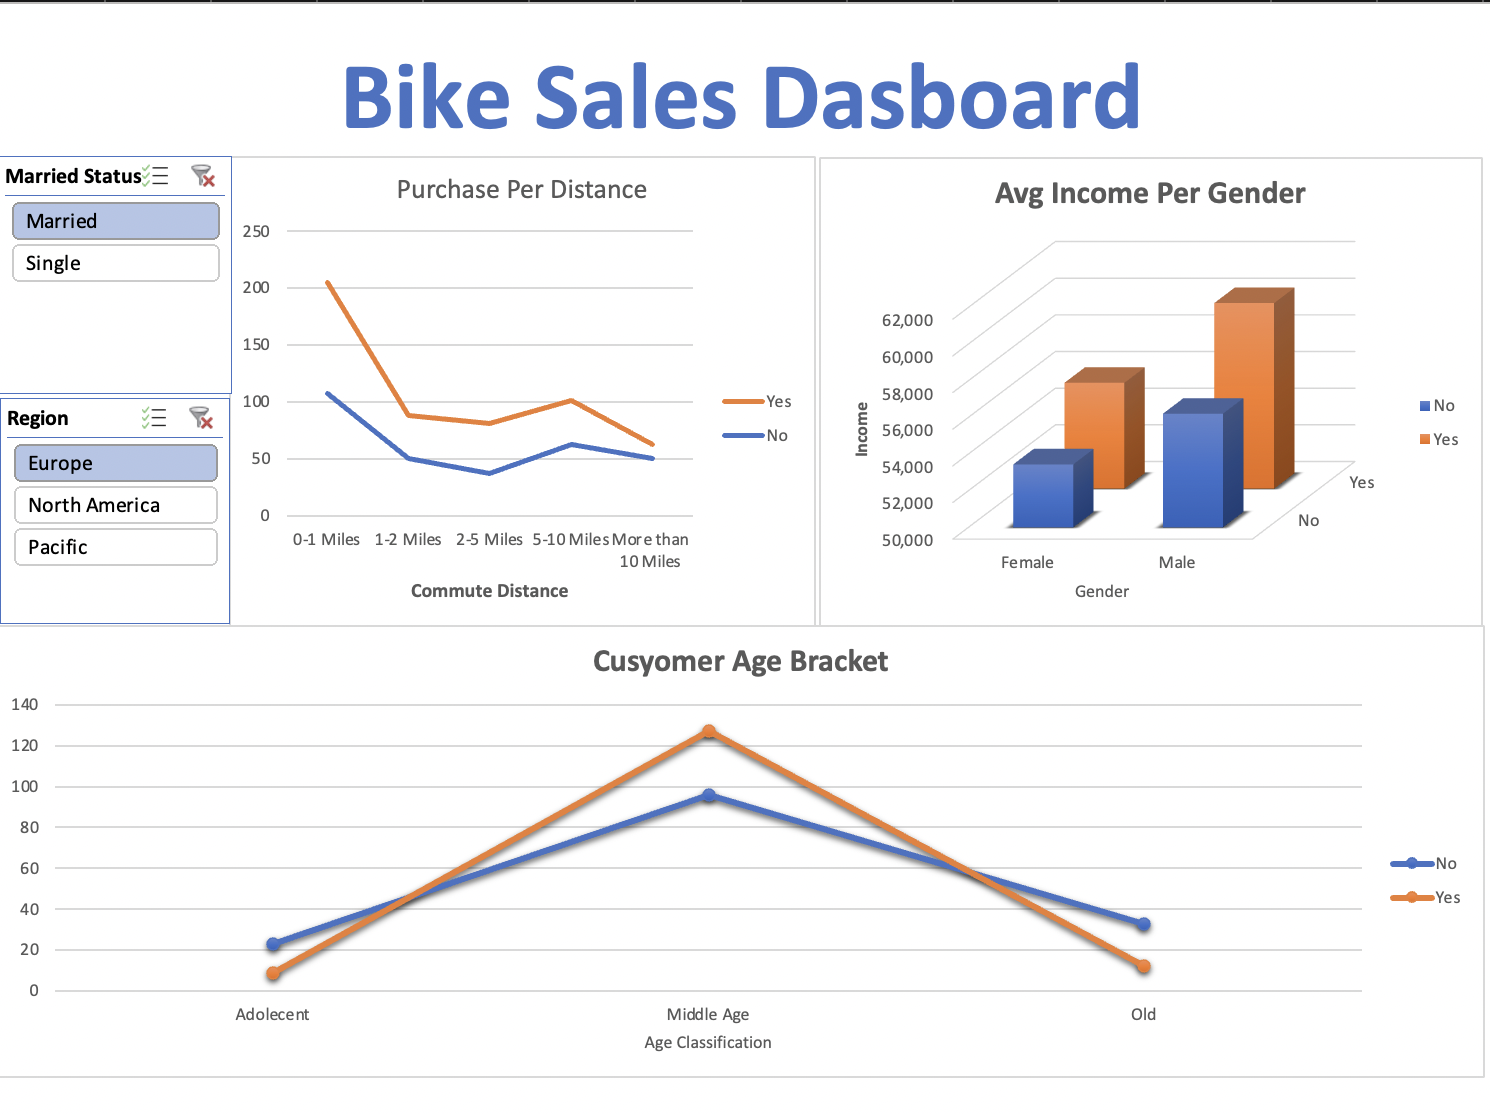 Bike Sales Dasboard
Married Status
Married
Single
Region
Europe
North America
Pacific
Purchase Per Distance
250
200
150
100
50
0
0-1 Miles 1-2 Miles 2-5 Miles 5-10 Miles More than
10 Miles
Commute Distance
Yes
No
Avg Income Per Gender
62,000
60,000
58,000
56,000
54,000
52,000
50,000
Income
Female Male
Gender
No
Yes
No
Yes
Cusyomer Age Bracket
140
120
100
80
60
40
20
0
Adolecent Middle Age Old
Age Classification
No
Yes